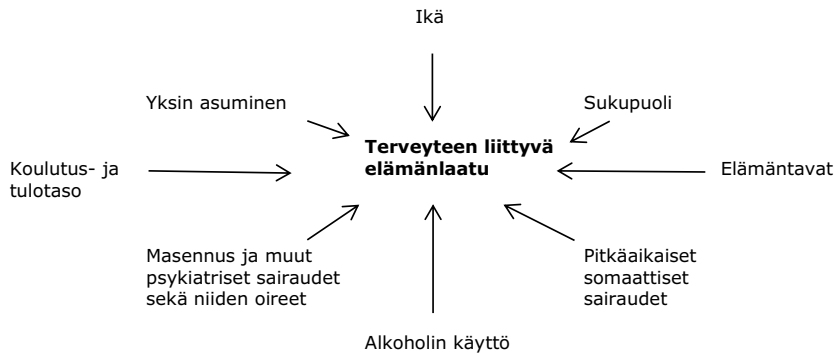 Ikä
Yksin asuminen
Sukupuoli
Terveyteen liittyvä
elämänlaatu
Koulutus- ja
tulotaso
Elämäntavat
Masennus ja muut
psykiatriset sairaudet
sekä niiden oireet
Pitkäaikaiset
somaattiset
sairaudet
Alkoholin käyttö